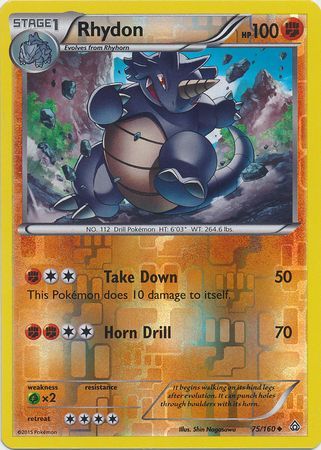 STAGE1
Rhydon
HP100
Evolves from Rhyhorn
NO. 112 Drill Pokémon HT: 6'03" WT: 264.6 lbs.
Take Down 50
This Pokémon does 10 damage to itself.
Horn Drill 70
weakness resistance
×2
retreat
It begins walking on its hind legs
after evolution. It can punch holes
through boulders with its horn.
©2015 Pokémon
Illus. Shin Nagasawa
75/160